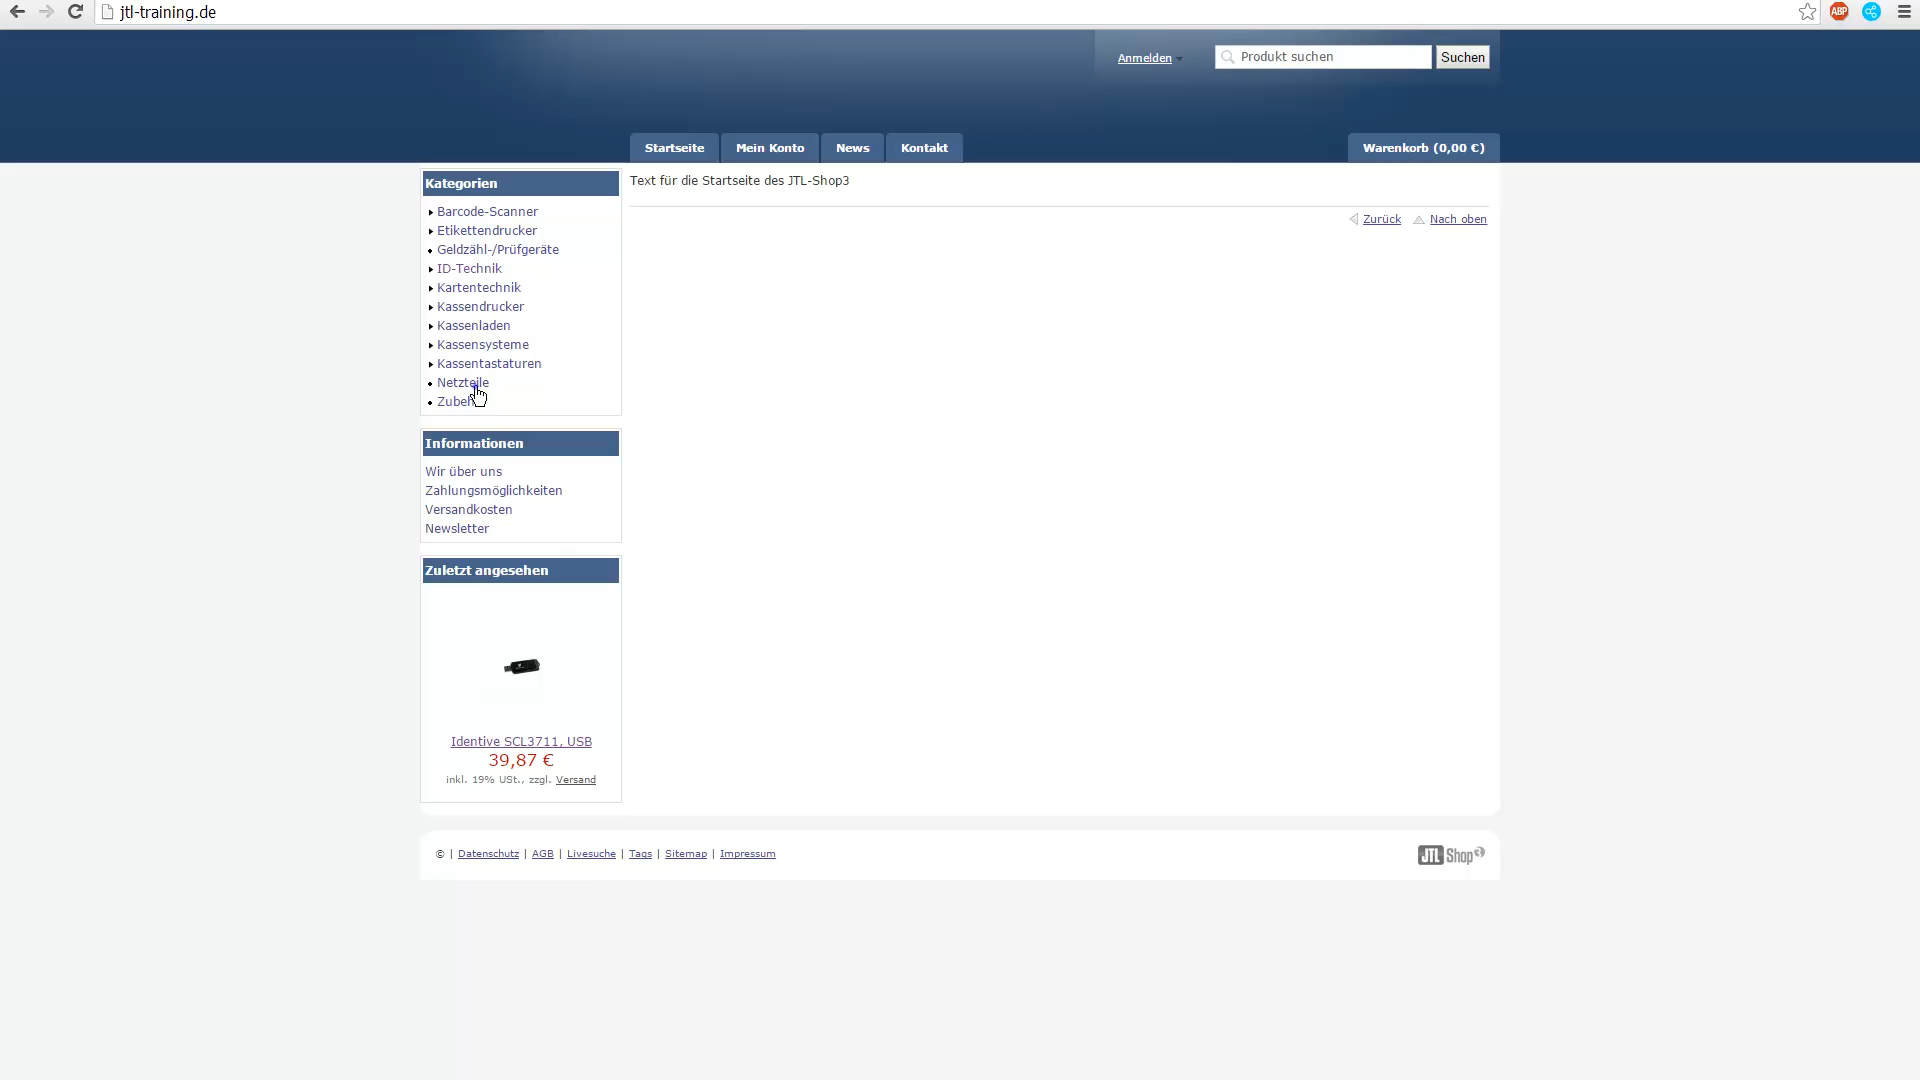 jtl-training.de
ABP
Anmelden
Produkt suchen
Suchen
Startseite
Mein Konto
News
Kontakt
Warenkorb (0,00 €)
Kategorien
Text für die Startseite des JTL-Shop3
Barcode-Scanner
Zurück
Nach oben
Etikettendrucker
Geldzähl-/Prüfgeräte
ID-Technik
Kartentechnik
Kassendrucker
Kassenladen
Kassensysteme
Kassentastaturen
Netzteile
Informationen
Wir über uns
Zahlungsmöglichkeiten
Versandkosten
Newsletter
Zuletzt angesehen
Identive SCL3711, USB
39,87 €
inkl. 19% USt., zzgl. Versand
© | Datenschutz | AGB | Livesuche | Tags | Sitemap | Impressum
JTL Shop3